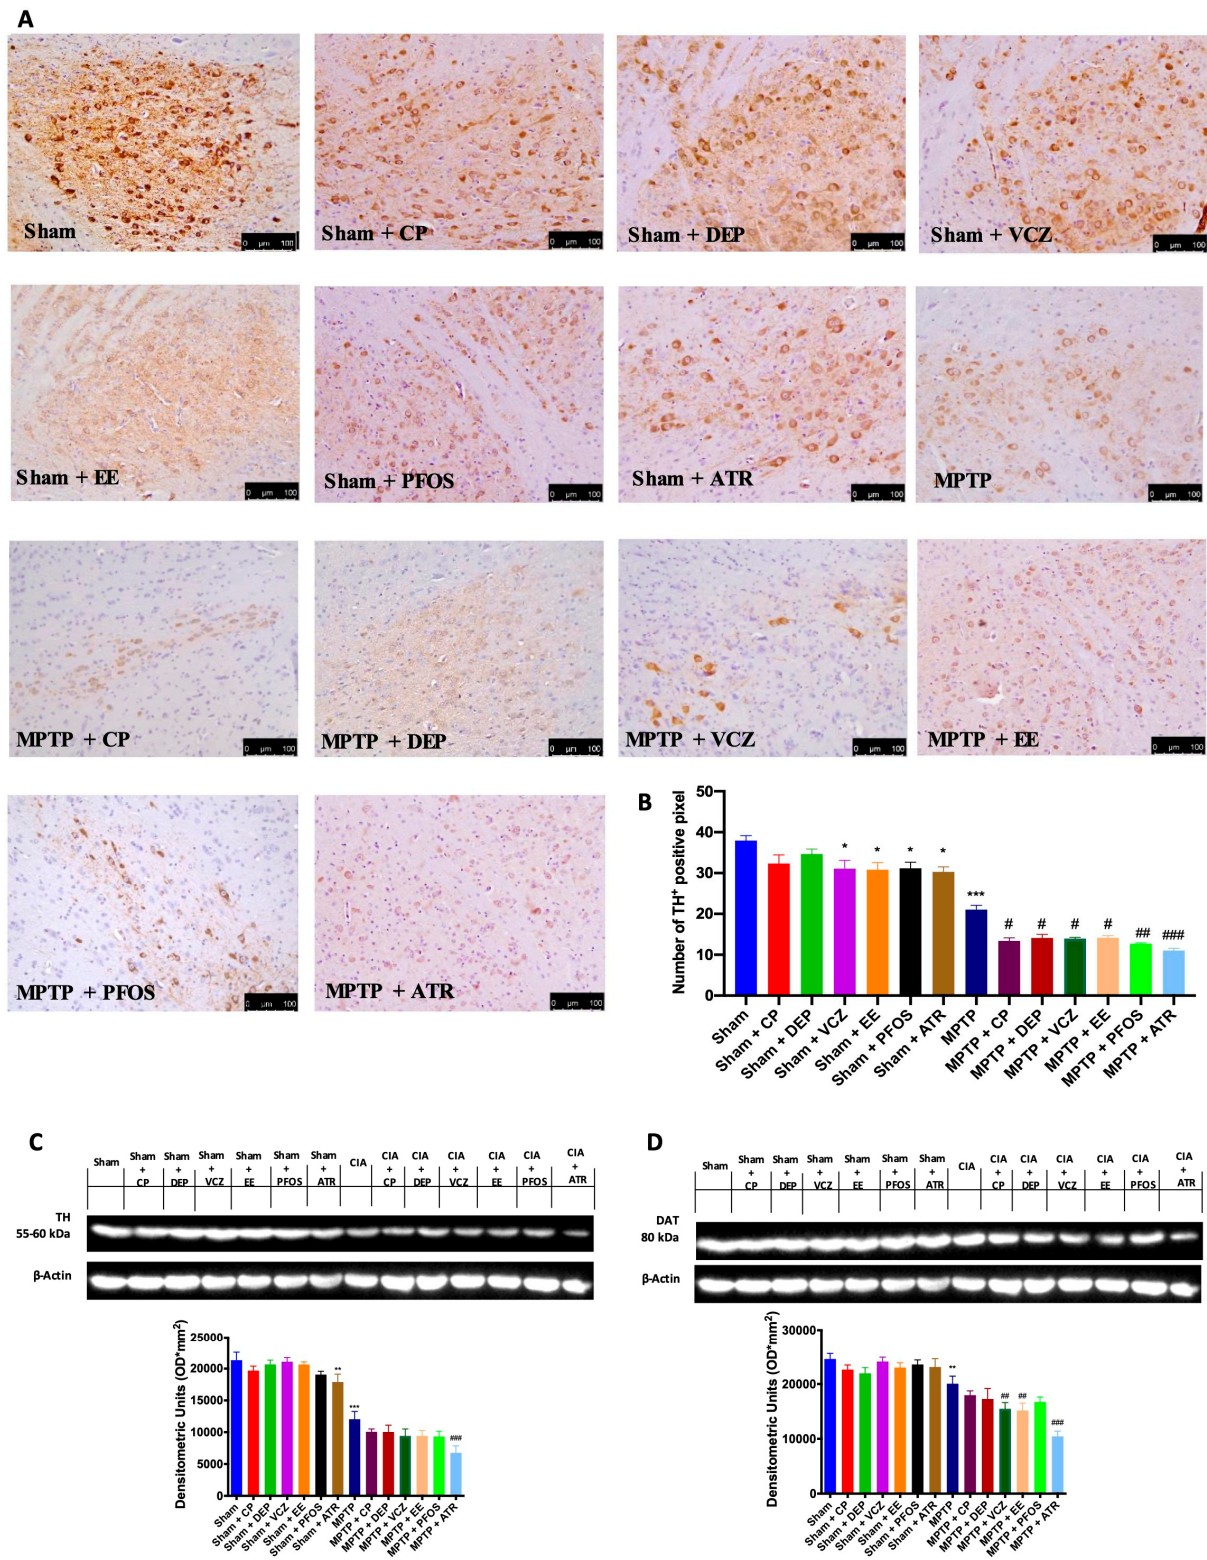 A
Sham
0 µm 100
Sham + CP
0 µm 100
Sham + DEP
0 µm 100
Sham + VCZ
0 µm 100
Sham + EE
0 µm 100
Sham + PFOS
0 µm 100
Sham + ATR
0 µm 100
MPTP
0 µm 100
MPTP + CP
0 µm 100
MPTP + DEP
0 µm 100
MPTP + VCZ
0 µm 100
MPTP + EE
0 µm 100
MPTP + PFOS
0 µm 100
MPTP + ATR
0 µm 100
B
Number of TH⁺ positive pixel
50
40
30
20
10
0
* * * *
***
# # # # ## ###
Sham
Sham + CP
Sham + DEP
Sham + VCZ
Sham + EE
Sham + PFOS
Sham + ATR
MPTP
MPTP + CP
MPTP + DEP
MPTP + VCZ
MPTP + EE
MPTP + PFOS
MPTP + ATR
C
Sham
Sham + CP
Sham + DEP
Sham + VCZ
Sham + EE
Sham + PFOS
Sham + ATR
CIA
CIA + CP
CIA + DEP
CIA + VCZ
CIA + EE
CIA + PFOS
CIA + ATR
TH
55-60 kDa
β-Actin
Densitometric Units (OD*mm²)
25000
20000
15000
10000
5000
0
**
***
###
Sham
Sham + CP
Sham + DEP
Sham + VCZ
Sham + EE
Sham + PFOS
Sham + ATR
MPTP
MPTP + CP
MPTP + DEP
MPTP + VCZ
MPTP + EE
MPTP + PFOS
MPTP + ATR
D
Sham
Sham + CP
Sham + DEP
Sham + VCZ
Sham + EE
Sham + PFOS
Sham + ATR
CIA
CIA + CP
CIA + DEP
CIA + VCZ
CIA + EE
CIA + PFOS
CIA + ATR
DAT
80 kDa
β-Actin
Densitometric Units (OD*mm²)
30000
20000
10000
0
**
## ##
###
Sham
Sham + CP
Sham + DEP
Sham + VCZ
Sham + EE
Sham + PFOS
Sham + ATR
MPTP
MPTP + CP
MPTP + DEP
MPTP + VCZ
MPTP + EE
MPTP + PFOS
MPTP + ATR